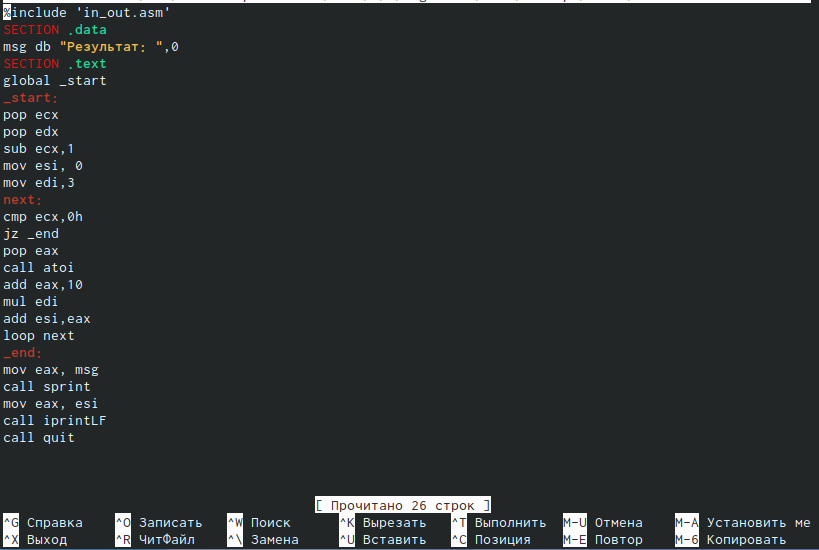 %include 'in_out.asm'
SECTION .data
msg db "Результат: ",0
SECTION .text
global _start
_start:
pop ecx
pop edx
sub ecx,1
mov esi, 0
mov edi,3
next:
cmp ecx,0h
jz _end
pop eax
call atoi
add eax,10
mul edi
add esi,eax
loop next
_end:
mov eax, msg
call sprint
mov eax, esi
call iprintLF
call quit
[ Прочитано 26 строк ]
^G Справка ^O Записать ^W Поиск ^K Вырезать ^T Выполнить M-U Отмена M-A Установить ме
^X Выход ^R ЧитФайл ^\ Замена ^U Вставить ^C Позиция M-E Повтор M-6 Копировать